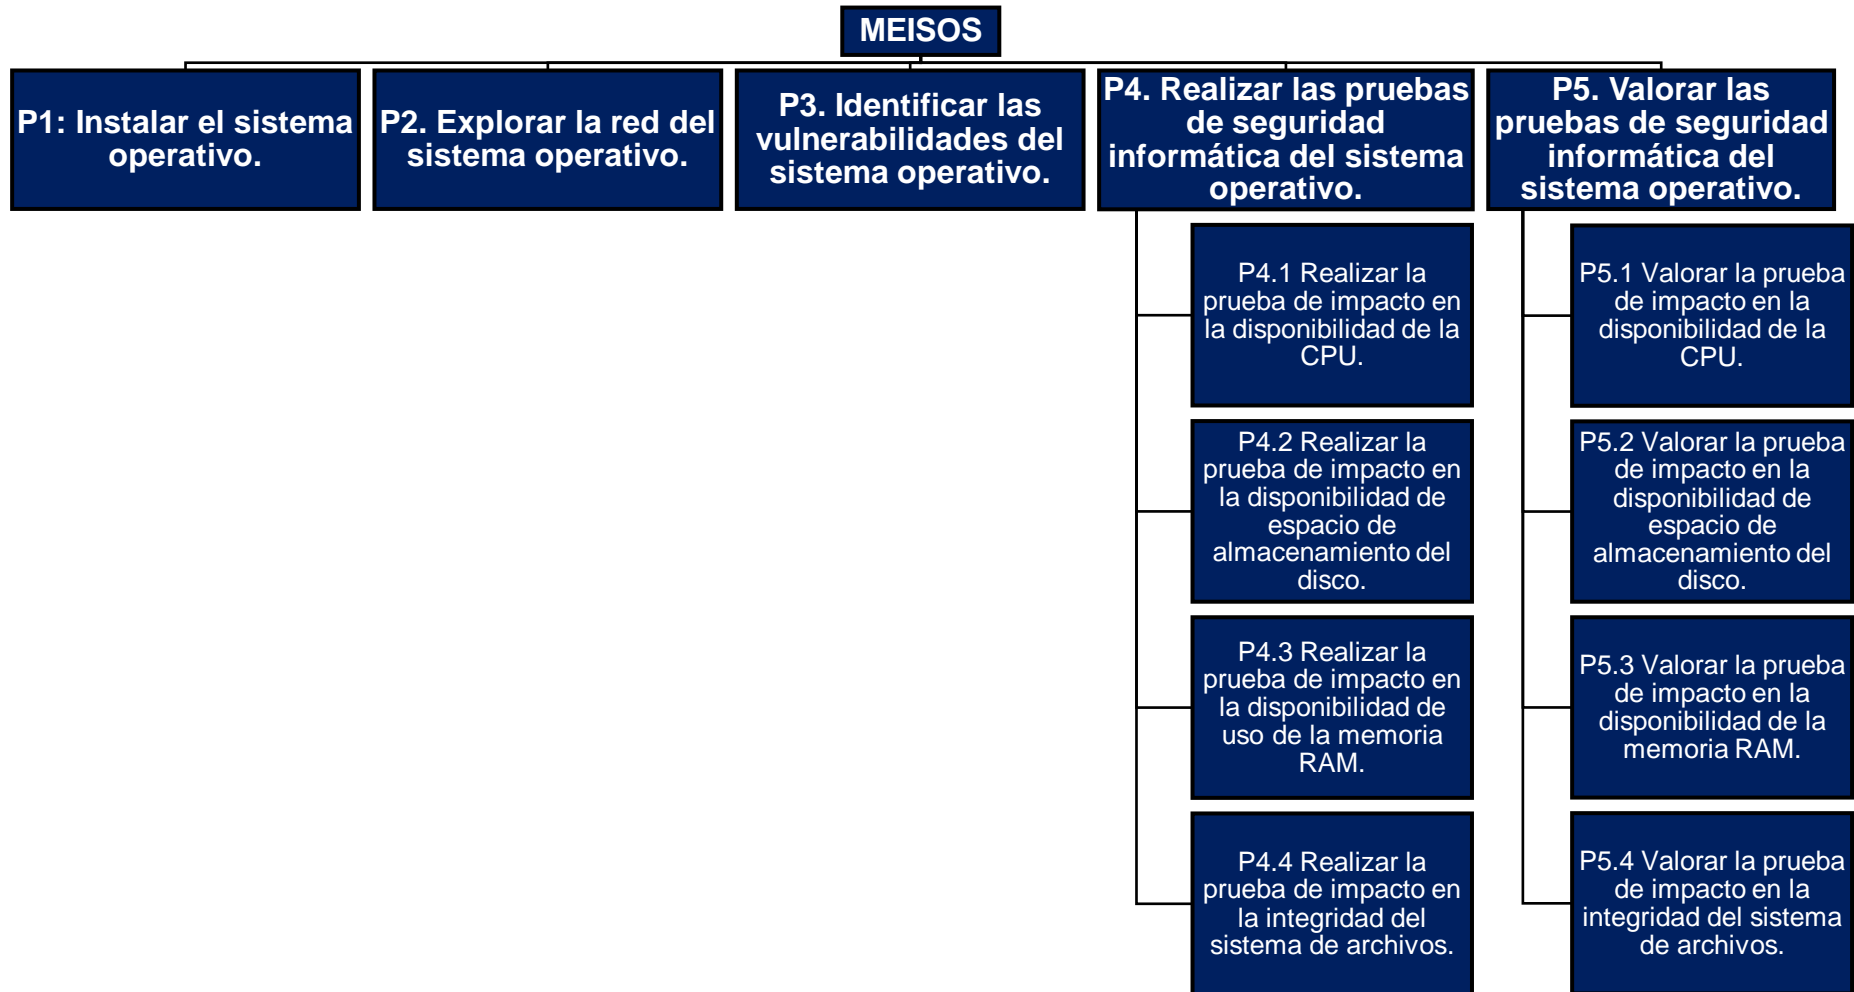 MEISOS
P1: Instalar el sistema
operativo.
P2. Explorar la red del
sistema operativo.
P3. Identificar las
vulnerabilidades del
sistema operativo.
P4. Realizar las pruebas
de seguridad
informática del sistema
operativo.
P5. Valorar las
pruebas de seguridad
informática del
sistema operativo.
P4.1 Realizar la
prueba de impacto en
la disponibilidad de la
CPU.
P4.2 Realizar la
prueba de impacto en
la disponibilidad de
espacio de
almacenamiento del
disco.
P4.3 Realizar la
prueba de impacto en
la disponibilidad de
uso de la memoria
RAM.
P4.4 Realizar la
prueba de impacto en
la integridad del
sistema de archivos.
P5.1 Valorar la prueba
de impacto en la
disponibilidad de la
CPU.
P5.2 Valorar la prueba
de impacto en la
disponibilidad de
espacio de
almacenamiento del
disco.
P5.3 Valorar la prueba
de impacto en la
disponibilidad de la
memoria RAM.
P5.4 Valorar la prueba
de impacto en la
integridad del sistema
de archivos.